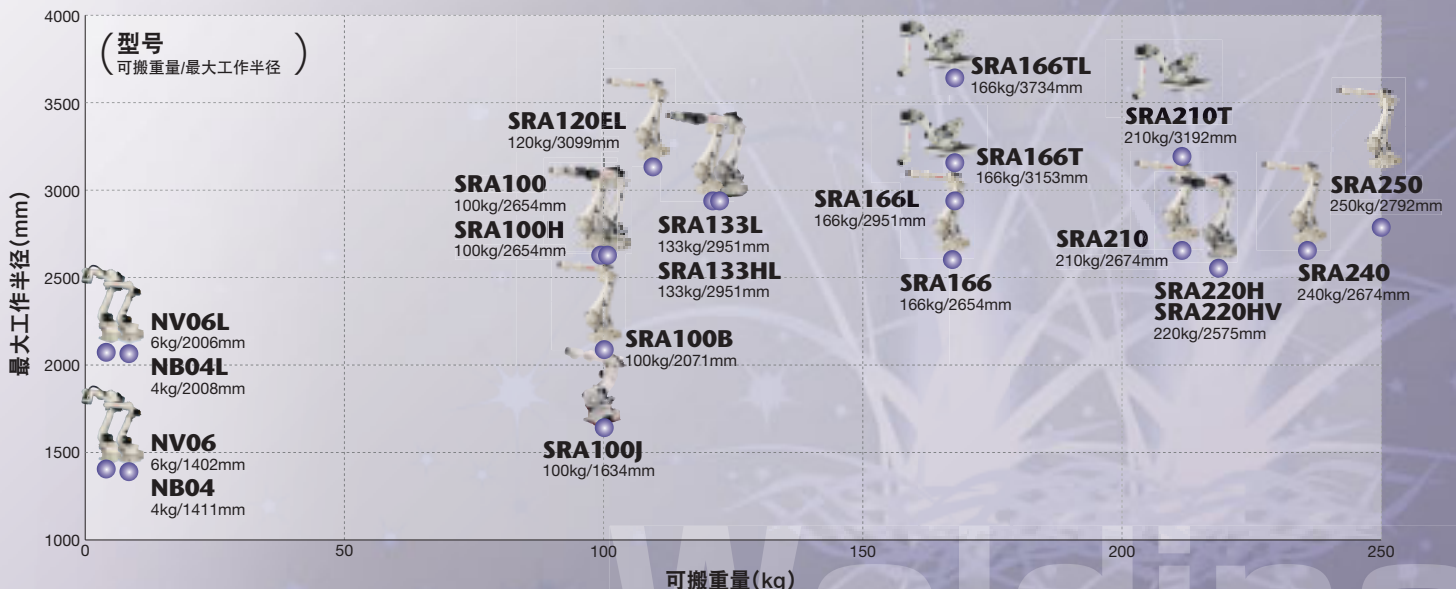 4000
3500
3000
2500
2000
1500
1000
最大工作半径(mm)
型号
可搬重量/最大工作半径
SRA166TL
166kg/3734mm
SRA120EL
120kg/3099mm
SRA210T
210kg/3192mm
SRA166T
166kg/3153mm
SRA100
100kg/2654mm
SRA166L
166kg/2951mm
SRA250
250kg/2792mm
SRA100H
100kg/2654mm
SRA133L
133kg/2951mm
SRA133HL
133kg/2951mm
SRA210
210kg/2674mm
SRA166
166kg/2654mm
SRA240
240kg/2674mm
SRA220H
SRA220HV
220kg/2575mm
NV06L
6kg/2006mm
NB04L
4kg/2008mm
SRA100B
100kg/2071mm
NV06
6kg/1402mm
NB04
4kg/1411mm
SRA100J
100kg/1634mm
0
50
100
150
200
250
可搬重量(kg)